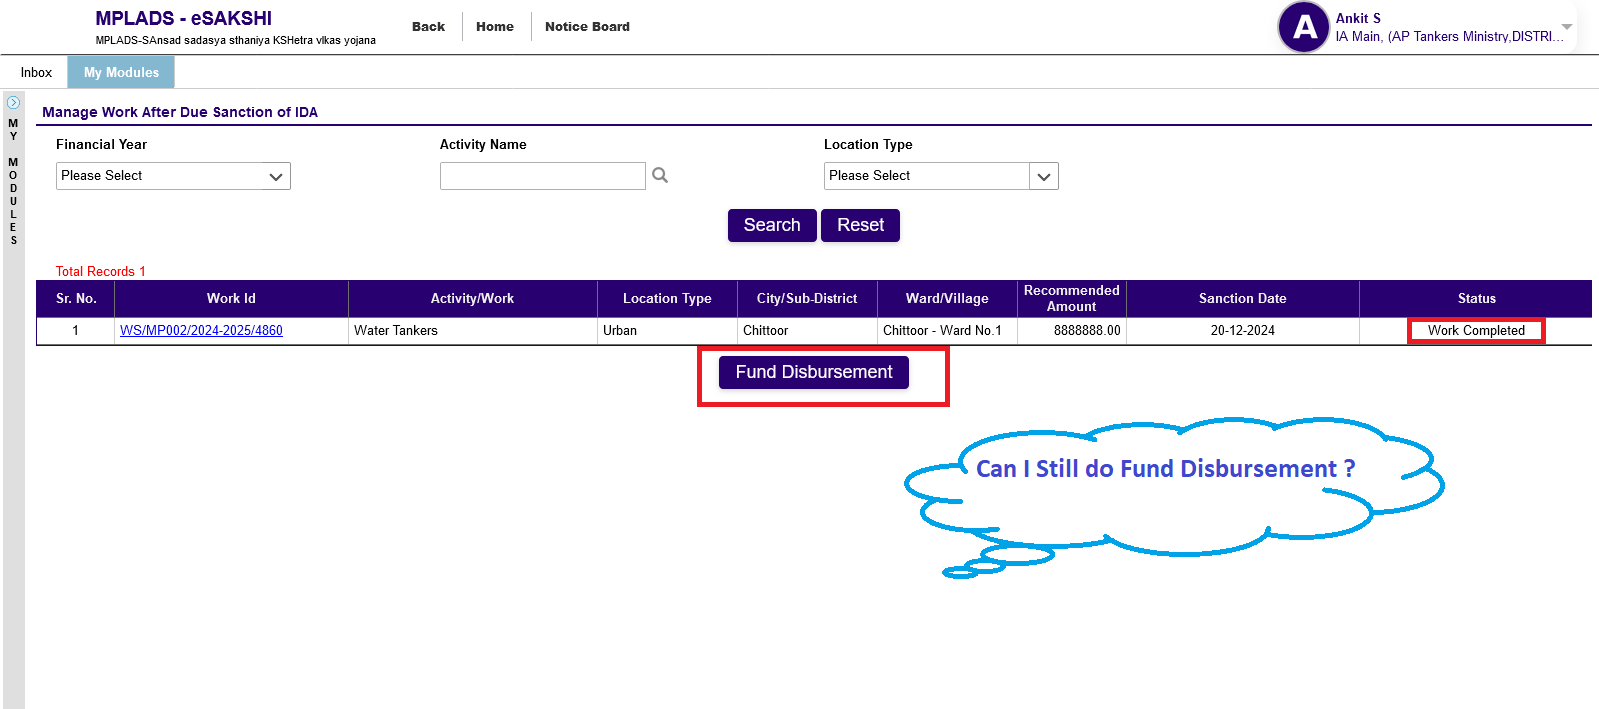 MPLADS - eSAKSHI
MPLADS-SAnsad sadasya sthaniya KSHetra vIkas yojana
Back
Home
Notice Board
A
Ankit S
IA Main, (AP Tankers Ministry,DISTRI...
Inbox
My Modules
MY MODULES
Manage Work After Due Sanction of IDA
Financial Year
Activity Name
Location Type
Please Select
Please Select
Search
Reset
Total Records 1
Sr. No. Work Id Activity/Work Location Type City/Sub-District Ward/Village Recommended Amount Sanction Date Status
1 WS/MP002/2024-2025/4860 Water Tankers Urban Chittoor Chittoor - Ward No.1 8888888.00 20-12-2024 Work Completed
Fund Disbursement
Can I Still do Fund Disbursement ?